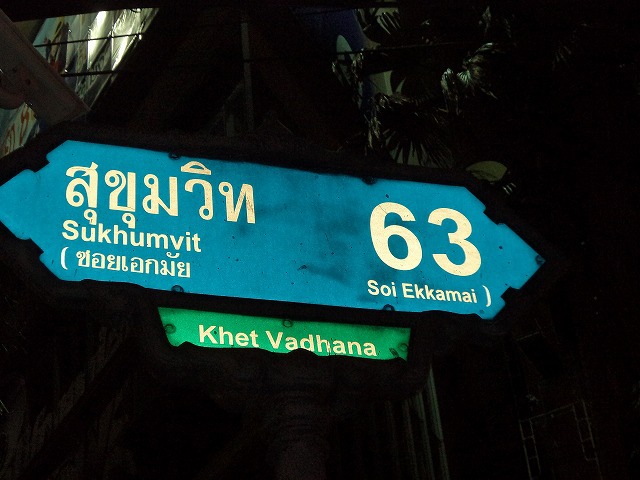 สุขุมวิท 63
Sukhumvit
( ซอยเอกมัย Soi Ekkamai )
Khet Vadhana